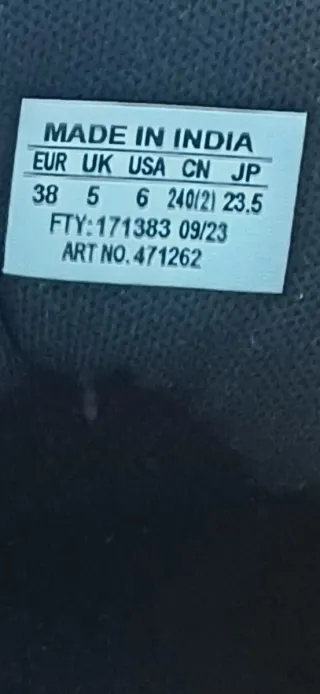 MADE IN INDIA
EUR UK USA CN JP
38 5 6 240(2) 23.5
FTY: 171383 09/23
ART NO. 471262